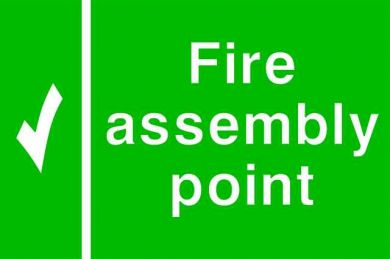 Fire
assembly
point